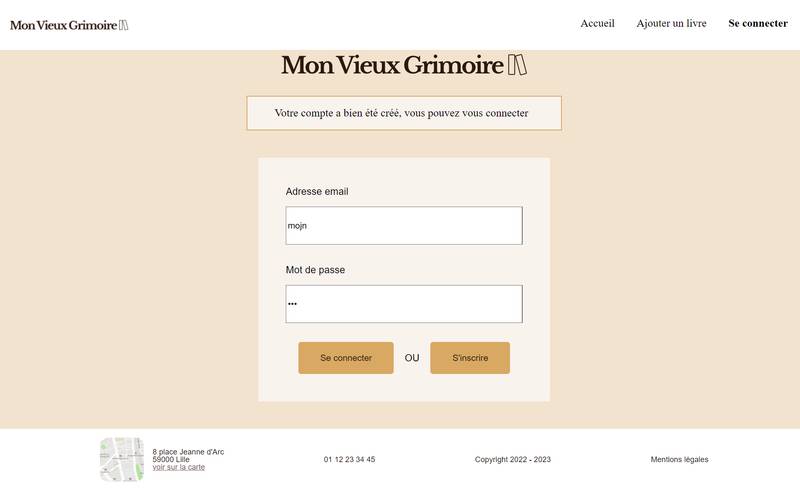 Mon Vieux Grimoire
Accueil
Ajouter un livre
Se connecter
Mon Vieux Grimoire
Votre compte a bien été créé, vous pouvez vous connecter
Adresse email
mojn
Mot de passe
•••
Se connecter
OU
S'inscrire
8 place Jeanne d'Arc
59000 Lille
voir sur la carte
01 12 23 34 45
Copyright 2022 - 2023
Mentions légales